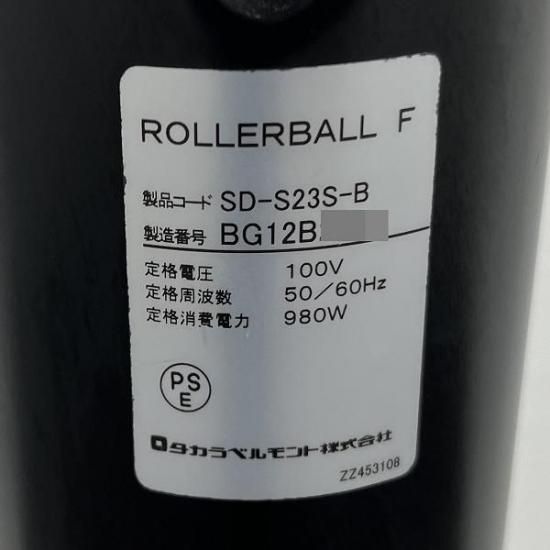 ROLLERBALL F
製品コード SD-S23S-B
製造番号 BG12B
定格電圧 100V
定格周波数 50/60Hz
定格消費電力 980W
PS
E
タカラベルモント株式会社
ZZ453108